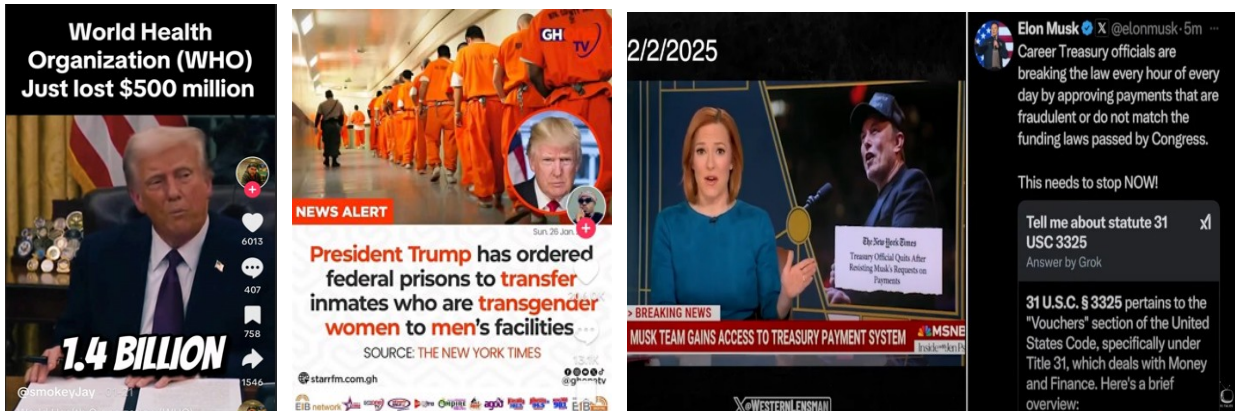 World Health
Organization (WHO)
Just lost $500 million
1.4 BILLION
6013
407
758
1546
@smokeyJay
GH
TV
NEWS ALERT
Sun. 26 Jan.
President Trump has ordered
federal prisons to transfer
inmates who are transgender
women to men's facilities
SOURCE: THE NEW YORK TIMES
starrfm.com.gh
@ghonetv
EIB network
2/2/2025
The New York Times
Treasury Official Quits After
Resisting Musk's Requests on
Payments
> BREAKING NEWS
MUSK TEAM GAINS ACCESS TO TREASURY PAYMENT SYSTEM
MSNB
Inside with Jen Ps
@WESTERNLENSMAN
Elon Musk X @elonmusk · 5m ···
Career Treasury officials are
breaking the law every hour of every
day by approving payments that are
fraudulent or do not match the
funding laws passed by Congress.
This needs to stop NOW!
Tell me about statute 31
USC 3325
Answer by Grok
31 U.S.C. § 3325 pertains to the
"Vouchers" section of the United
States Code, specifically under
Title 31, which deals with Money
and Finance. Here's a brief
overview: